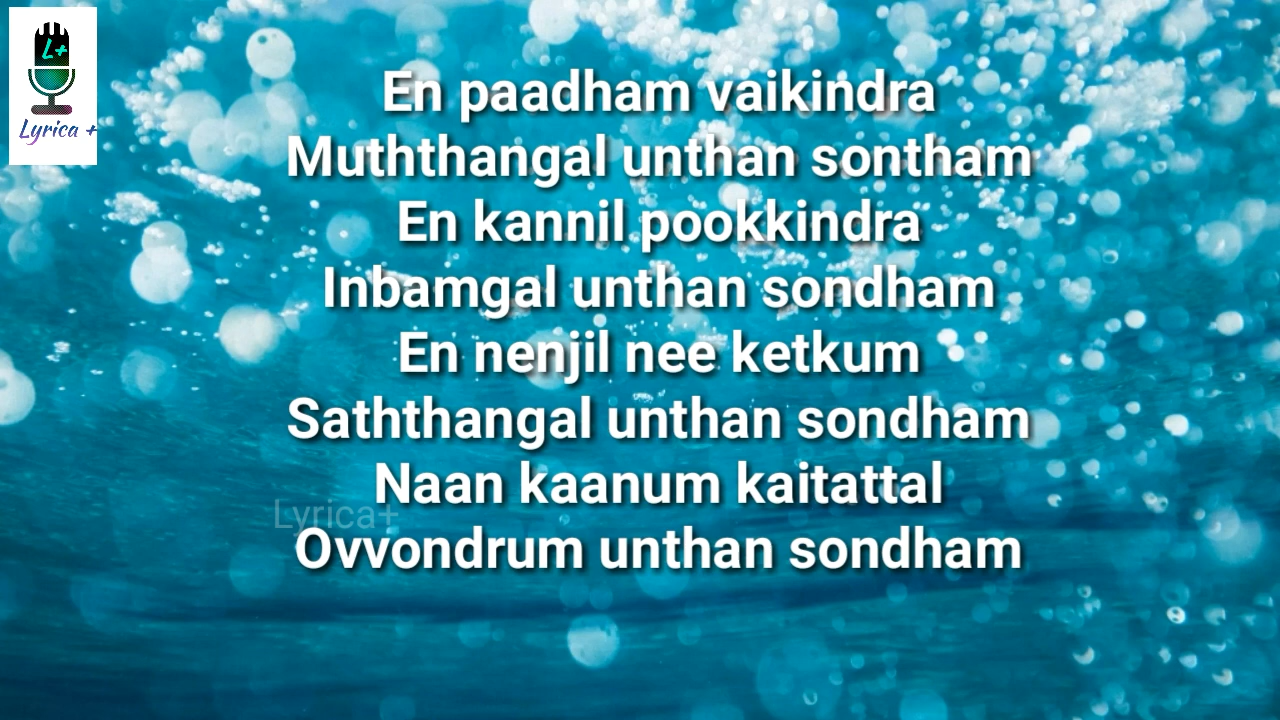 L+
Lyrica +
En paadham vaikindra
Muththangal unthan sontham
En kannil pookkindra
Inbamgal unthan sondham
En nenjil nee ketkum
Saththangal unthan sondham
Naan kaanum kaitattal
Lyrica+
Ovvondrum unthan sondham